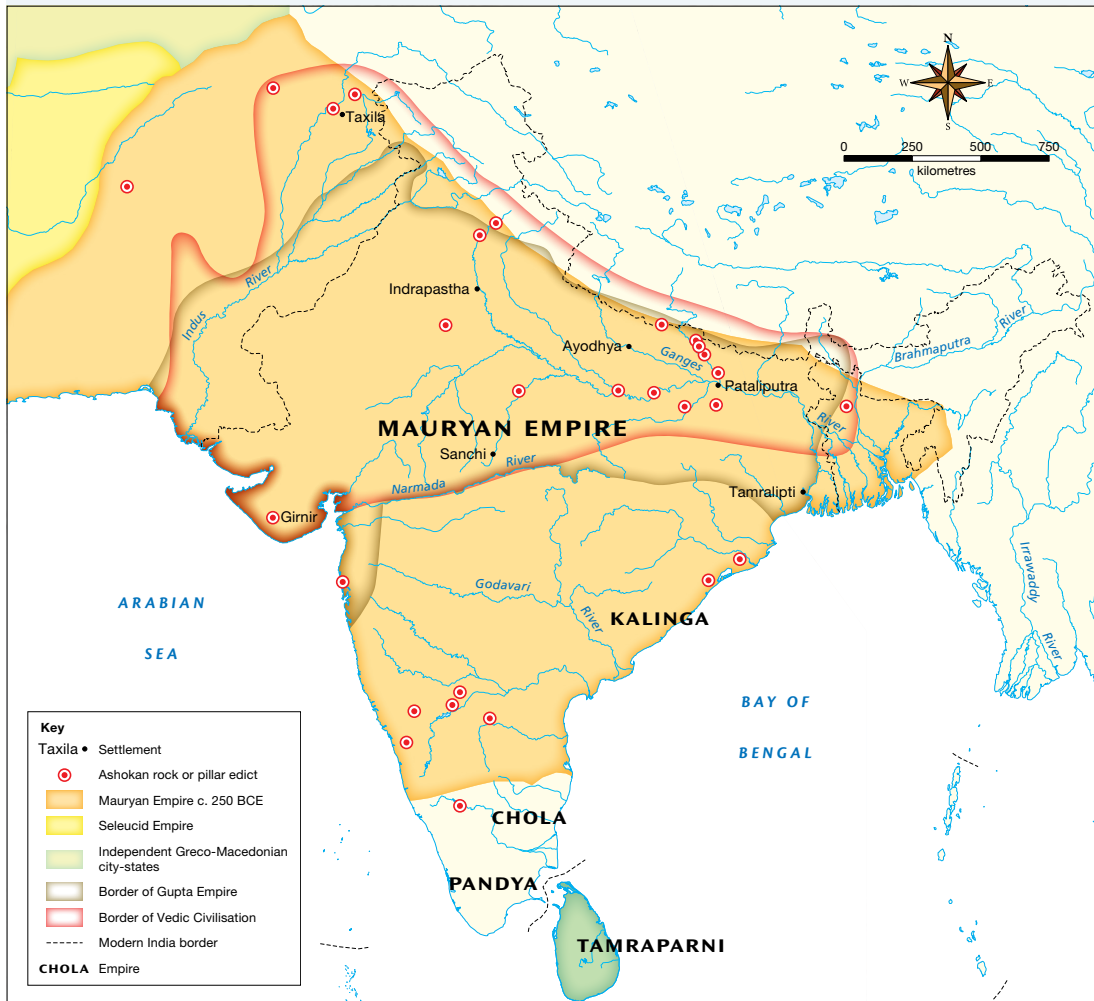 N
W
E
S
0 250 500 750
kilometres
Taxila
Indus
River
Indrapastha
Ayodhya
Ganges
Pataliputra
River
Brahmaputra
River
MAURYAN EMPIRE
Sanchi
Narmada
River
Tamralipti
Girnir
Godavari
River
KALINGA
Irrawaddy
River
ARABIAN
SEA
BAY OF
BENGAL
CHOLA
PANDYA
TAMRAPARNI
Key
Taxila Settlement
Ashokan rock or pillar edict
Mauryan Empire c. 250 BCE
Seleucid Empire
Independent Greco-Macedonian
city-states
Border of Gupta Empire
Border of Vedic Civilisation
Modern India border
CHOLA Empire